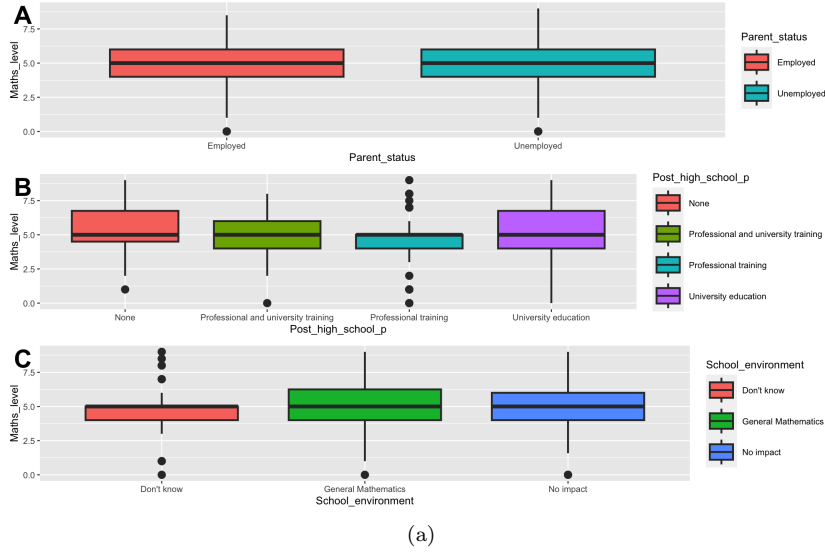 A
Maths_level
7.5
5.0
2.5
0.0
Employed
Unemployed
Parent_status
Parent_status
Employed
Unemployed
B
Maths_level
7.5
5.0
2.5
0.0
None
Professional and university training
Professional training
University education
Post_high_school_p
Post_high_school_p
None
Professional and university training
Professional training
University education
C
Maths_level
7.5
5.0
2.5
0.0
Don't know
General Mathematics
No impact
School_environment
School_environment
Don't know
General Mathematics
No impact
(a)